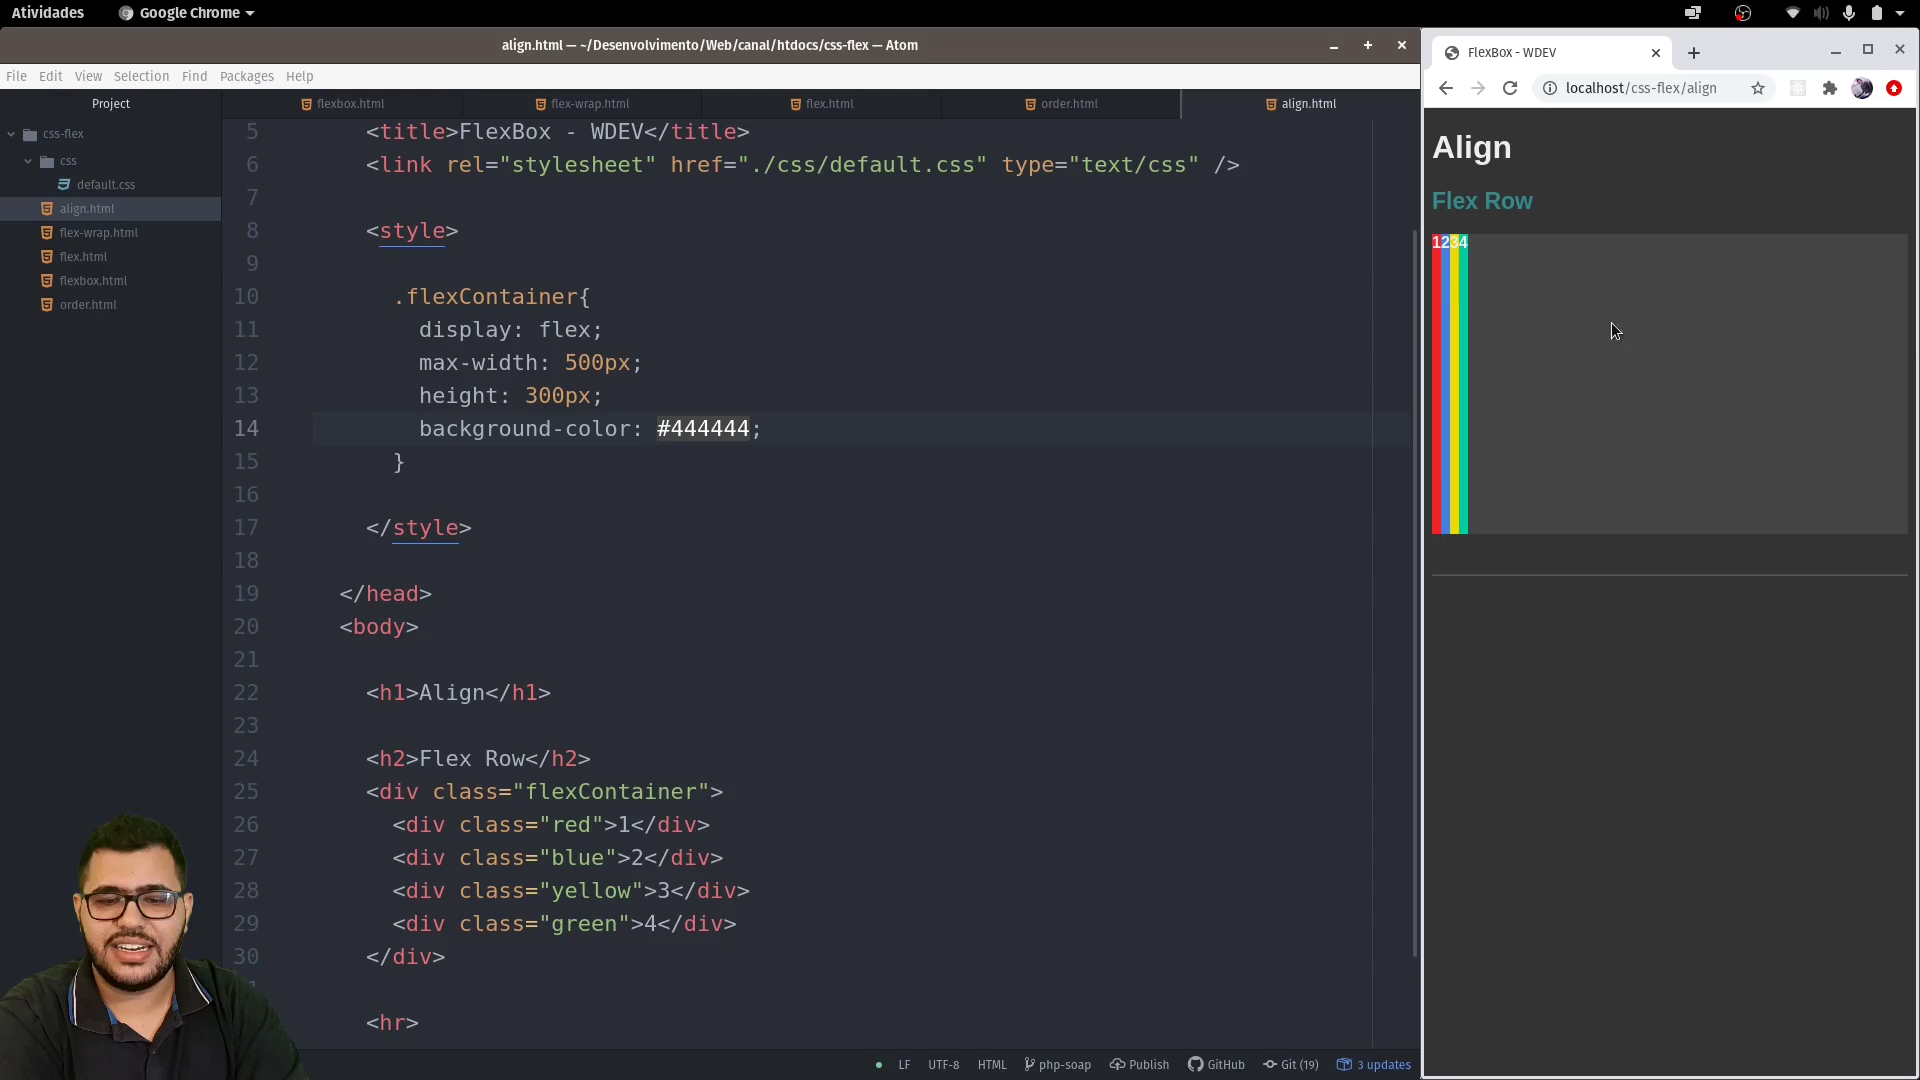 Atividades
Google Chrome
align.html — ~/Desenvolvimento/Web/canal/htdocs/css-flex — Atom
File Edit View Selection Find Packages Help
Project
flexbox.html
flex-wrap.html
flex.html
order.html
align.html
css-flex
css
default.css
align.html
flex-wrap.html
flex.html
flexbox.html
order.html
5 <title>FlexBox - WDEV</title>
6 <link rel="stylesheet" href="./css/default.css" type="text/css" />
7
8 <style>
9
10 .flexContainer{
11 display: flex;
12 max-width: 500px;
13 height: 300px;
14 background-color: #444444;
15 }
16
17 </style>
18
19 </head>
20 <body>
21
22 <h1>Align</h1>
23
24 <h2>Flex Row</h2>
25 <div class="flexContainer">
26 <div class="red">1</div>
27 <div class="blue">2</div>
28 <div class="yellow">3</div>
29 <div class="green">4</div>
30 </div>
<hr>
LF UTF-8 HTML php-soap Publish GitHub Git (19) 3 updates
FlexBox - WDEV
localhost/css-flex/align
Align
Flex Row
1234